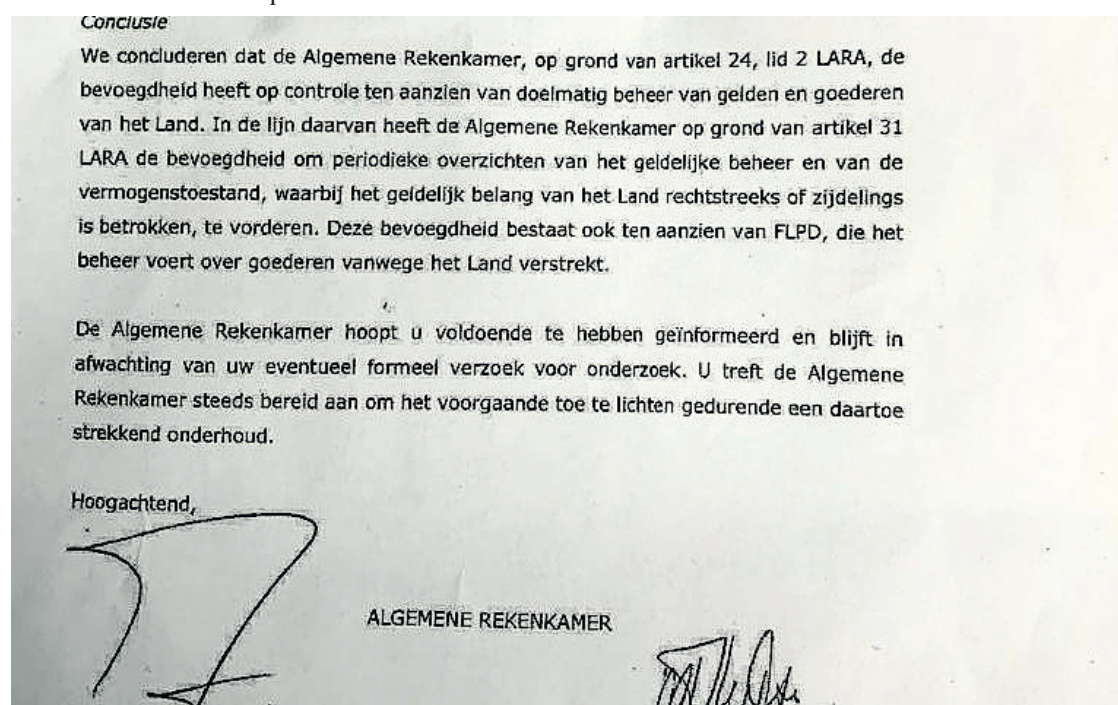 Conclusie
We concluderen dat de Algemene Rekenkamer, op grond van artikel 24, lid 2 LARA, de
bevoegdheid heeft op controle ten aanzien van doelmatig beheer van gelden en goederen
van het Land. In de lijn daarvan heeft de Algemene Rekenkamer op grond van artikel 31
LARA de bevoegdheid om periodieke overzichten van het geldelijke beheer en van de
vermogenstoestand, waarbij het geldelijk belang van het Land rechtstreeks of zijdelings
is betrokken, te vorderen. Deze bevoegdheid bestaat ook ten aanzien van FLPD, die het
beheer voert over goederen vanwege het Land verstrekt.
De Algemene Rekenkamer hoopt u voldoende te hebben geïnformeerd en blijft in
afwachting van uw eventueel formeel verzoek voor onderzoek. U treft de Algemene
Rekenkamer steeds bereid aan om het voorgaande toe te lichten gedurende een daartoe
strekkend onderhoud.
Hoogachtend,
ALGEMENE REKENKAMER